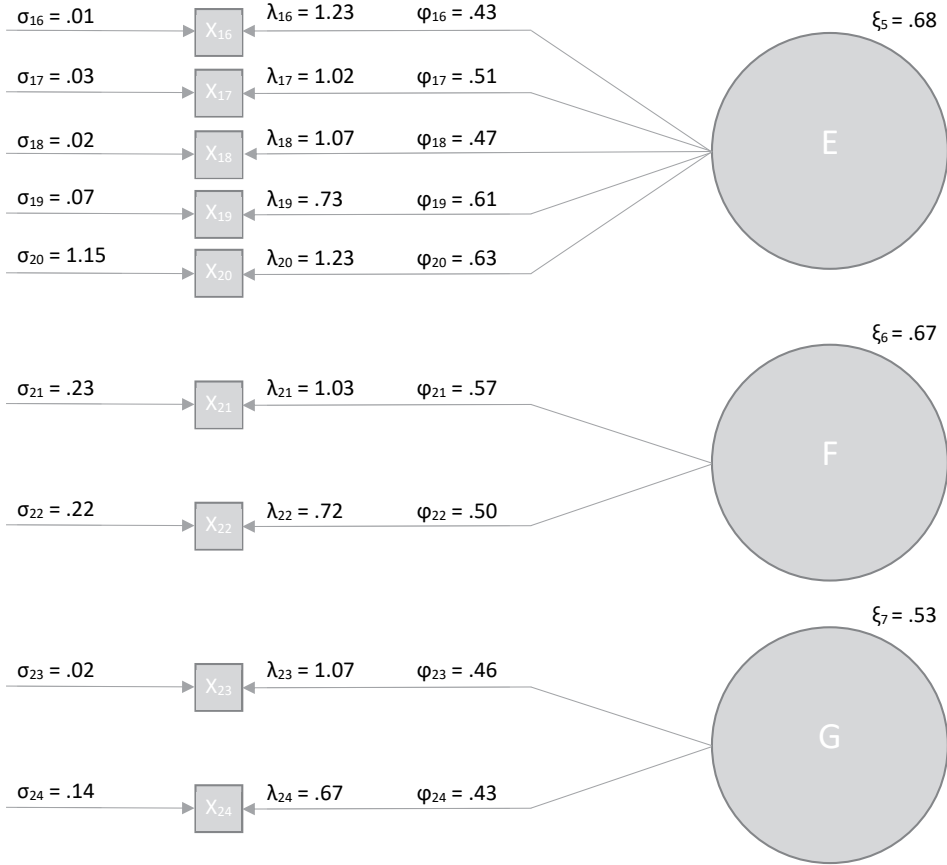 ξ₅ = .68
σ₁₆ = .01 X₁₆ λ₁₆ = 1.23 φ₁₆ = .43
σ₁₇ = .03 X₁₇ λ₁₇ = 1.02 φ₁₇ = .51
σ₁₈ = .02 X₁₈ λ₁₈ = 1.07 φ₁₈ = .47
E
σ₁₉ = .07 X₁₉ λ₁₉ = .73 φ₁₉ = .61
σ₂₀ = 1.15 X₂₀ λ₂₀ = 1.23 φ₂₀ = .63
ξ₆ = .67
σ₂₁ = .23 X₂₁ λ₂₁ = 1.03 φ₂₁ = .57
F
σ₂₂ = .22 X₂₂ λ₂₂ = .72 φ₂₂ = .50
ξ₇ = .53
σ₂₃ = .02 X₂₃ λ₂₃ = 1.07 φ₂₃ = .46
G
σ₂₄ = .14 X₂₄ λ₂₄ = .67 φ₂₄ = .43